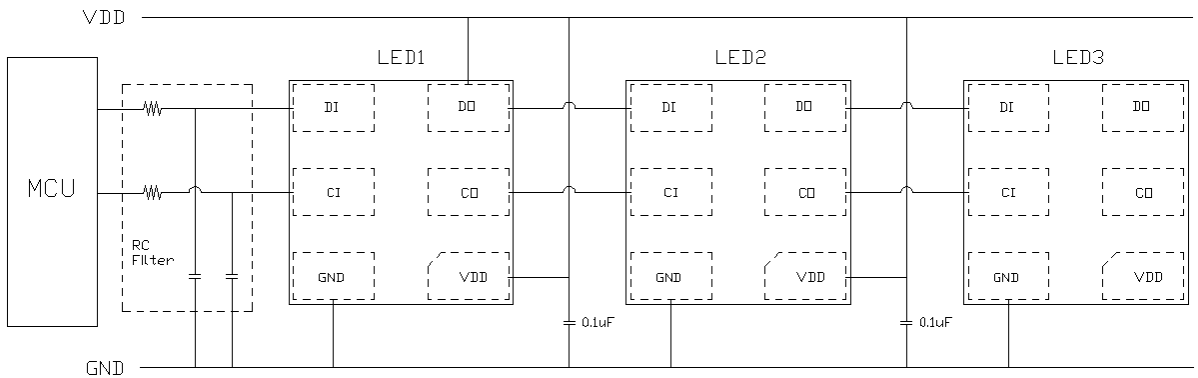 VDD
LED1
LED2
LED3
DI
DO
DI
DO
DI
DO
MCU
CI
CO
CI
CO
CI
CO
RC
Filter
GND
VDD
GND
VDD
GND
VDD
0.1uF
0.1uF
GND